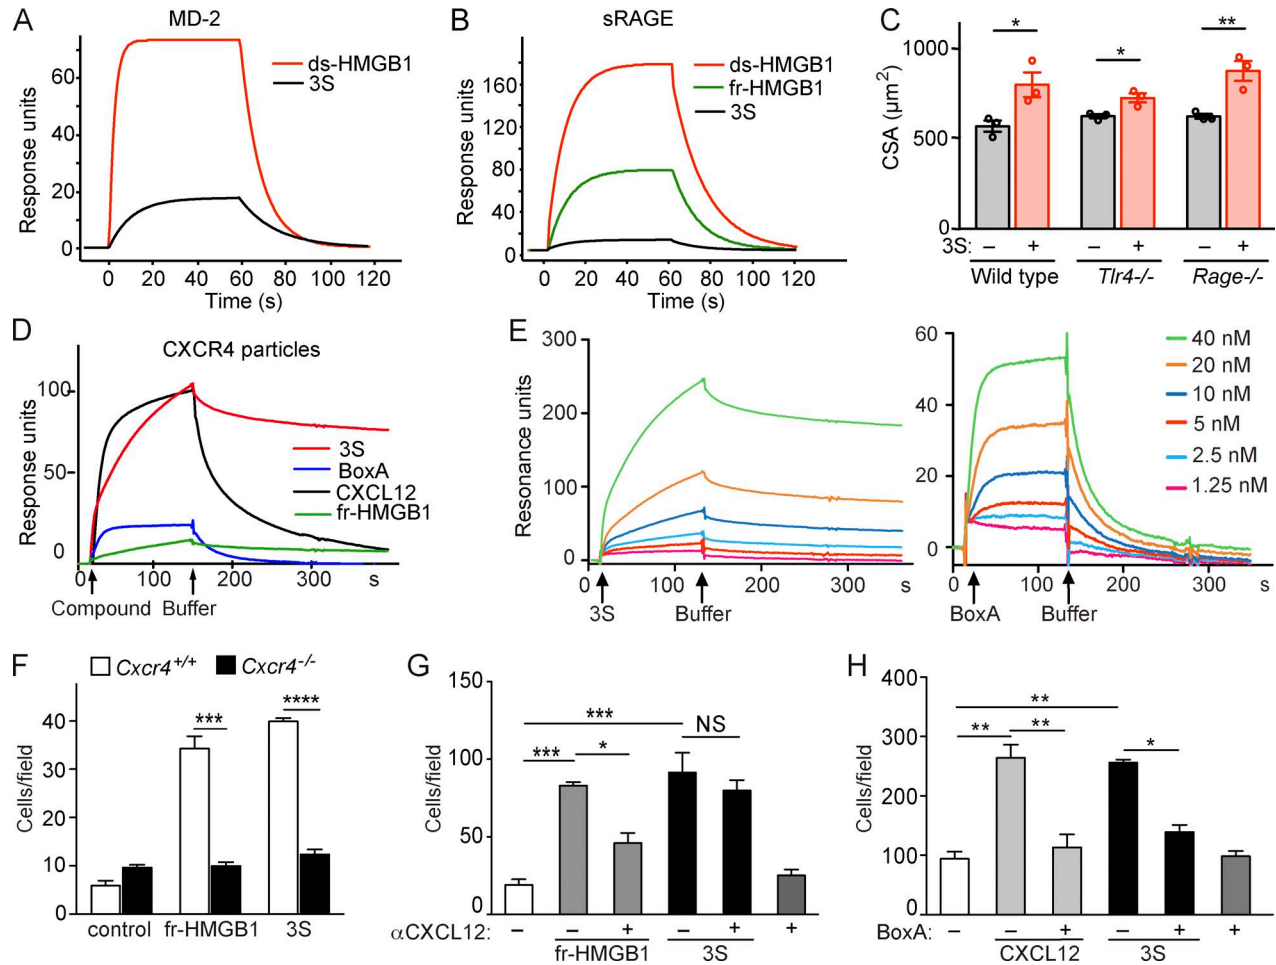 A
MD-2
Response units
60
40
20
0
ds-HMGB1
3S
0 20 40 60 80 100 120
Time (s)
B
sRAGE
Response units
160
120
80
40
0
ds-HMGB1
fr-HMGB1
3S
0 20 40 60 80 100 120
Time (s)
C
CSA (µm²)
1000
500
0
* * **
3S: – + – + – +
Wild type Tlr4-/- Rage-/-
D
CXCR4 particles
Response units
100
50
0
3S
BoxA
CXCL12
fr-HMGB1
0 100 200 300 s
Compound Buffer
E
Resonance units
300
200
100
0
0 100 200 300 s
3S Buffer
60
40
20
0
40 nM
20 nM
10 nM
5 nM
2.5 nM
1.25 nM
0 100 200 300 s
BoxA Buffer
F
Cxcr4+/+ Cxcr4-/-
Cells/field
40
30
20
10
0
*** ****
control fr-HMGB1 3S
G
Cells/field
150
100
50
0
***
*** * NS
αCXCL12: – – + – + +
fr-HMGB1 3S
H
Cells/field
400
300
200
100
0
**
** ** *
BoxA: – – + – + +
CXCL12 3S